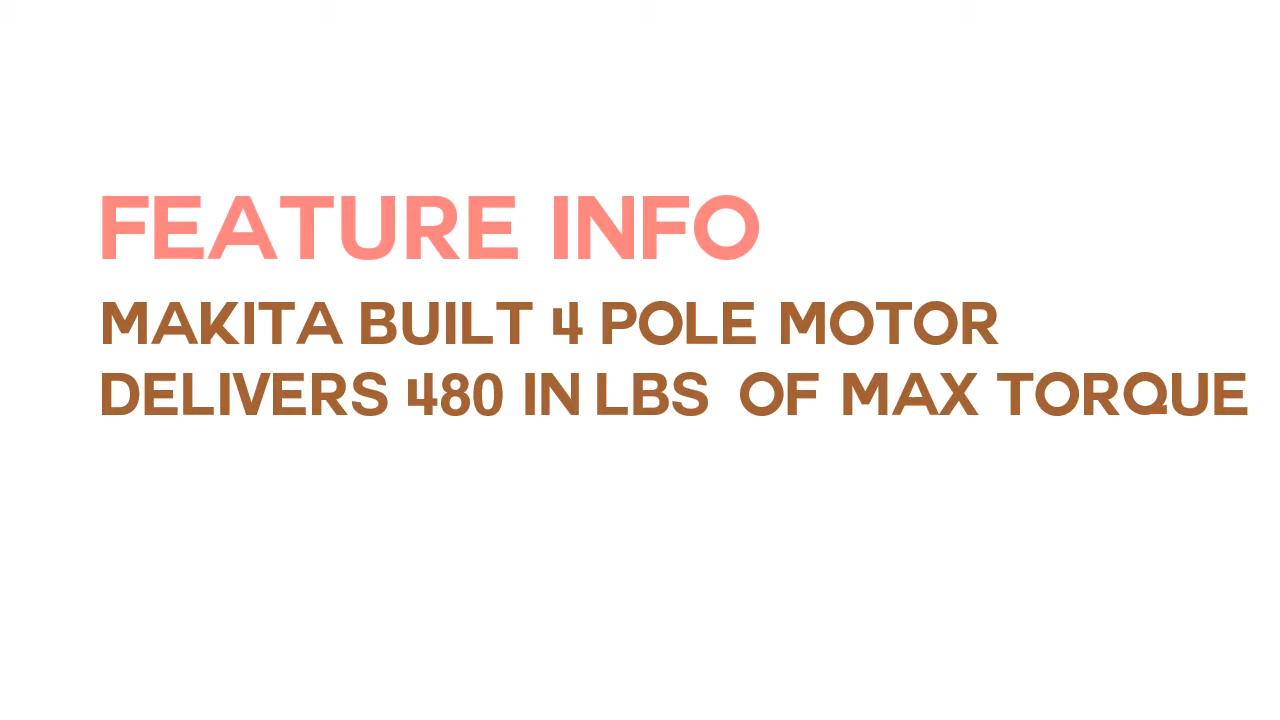 FEATURE INFO
MAKITA BUILT 4 POLE MOTOR
DELIVERS 480 IN LBS OF MAX TORQUE